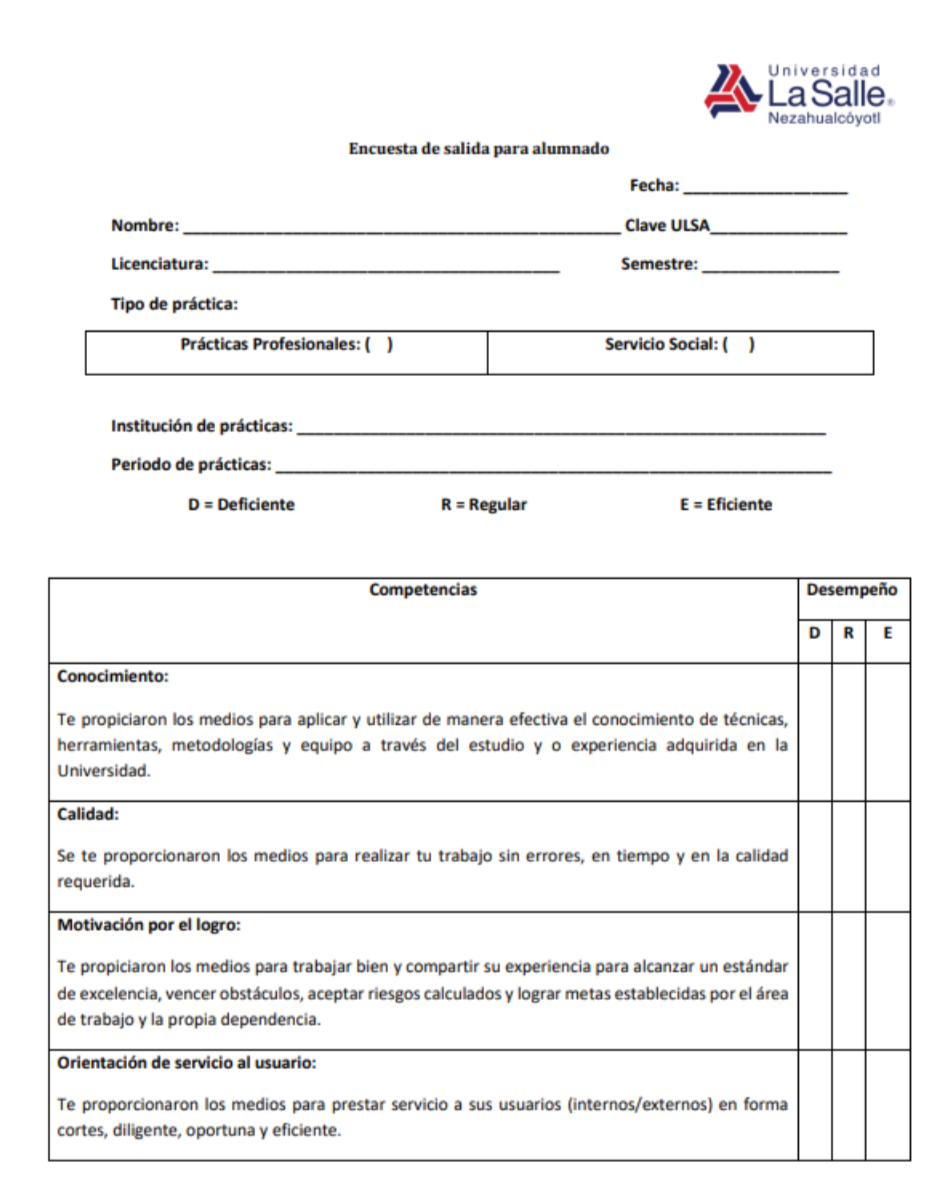 Universidad
La Salle®
Nezahualcóyotl
Encuesta de salida para alumnado
Fecha: __________________
Nombre: ________________________________________________ Clave ULSA_______________
Licenciatura: ______________________________________ Semestre: _______________
Tipo de práctica:
Prácticas Profesionales: ( ) Servicio Social: ( )
Institución de prácticas: __________________________________________________________
Periodo de prácticas: _____________________________________________________________
D = Deficiente R = Regular E = Eficiente
Competencias Desempeño
D R E
Conocimiento:
Te propiciaron los medios para aplicar y utilizar de manera efectiva el conocimiento de técnicas,
herramientas, metodologías y equipo a través del estudio y o experiencia adquirida en la
Universidad.
Calidad:
Se te proporcionaron los medios para realizar tu trabajo sin errores, en tiempo y en la calidad
requerida.
Motivación por el logro:
Te propiciaron los medios para trabajar bien y compartir su experiencia para alcanzar un estándar
de excelencia, vencer obstáculos, aceptar riesgos calculados y lograr metas establecidas por el área
de trabajo y la propia dependencia.
Orientación de servicio al usuario:
Te proporcionaron los medios para prestar servicio a sus usuarios (internos/externos) en forma
cortes, diligente, oportuna y eficiente.